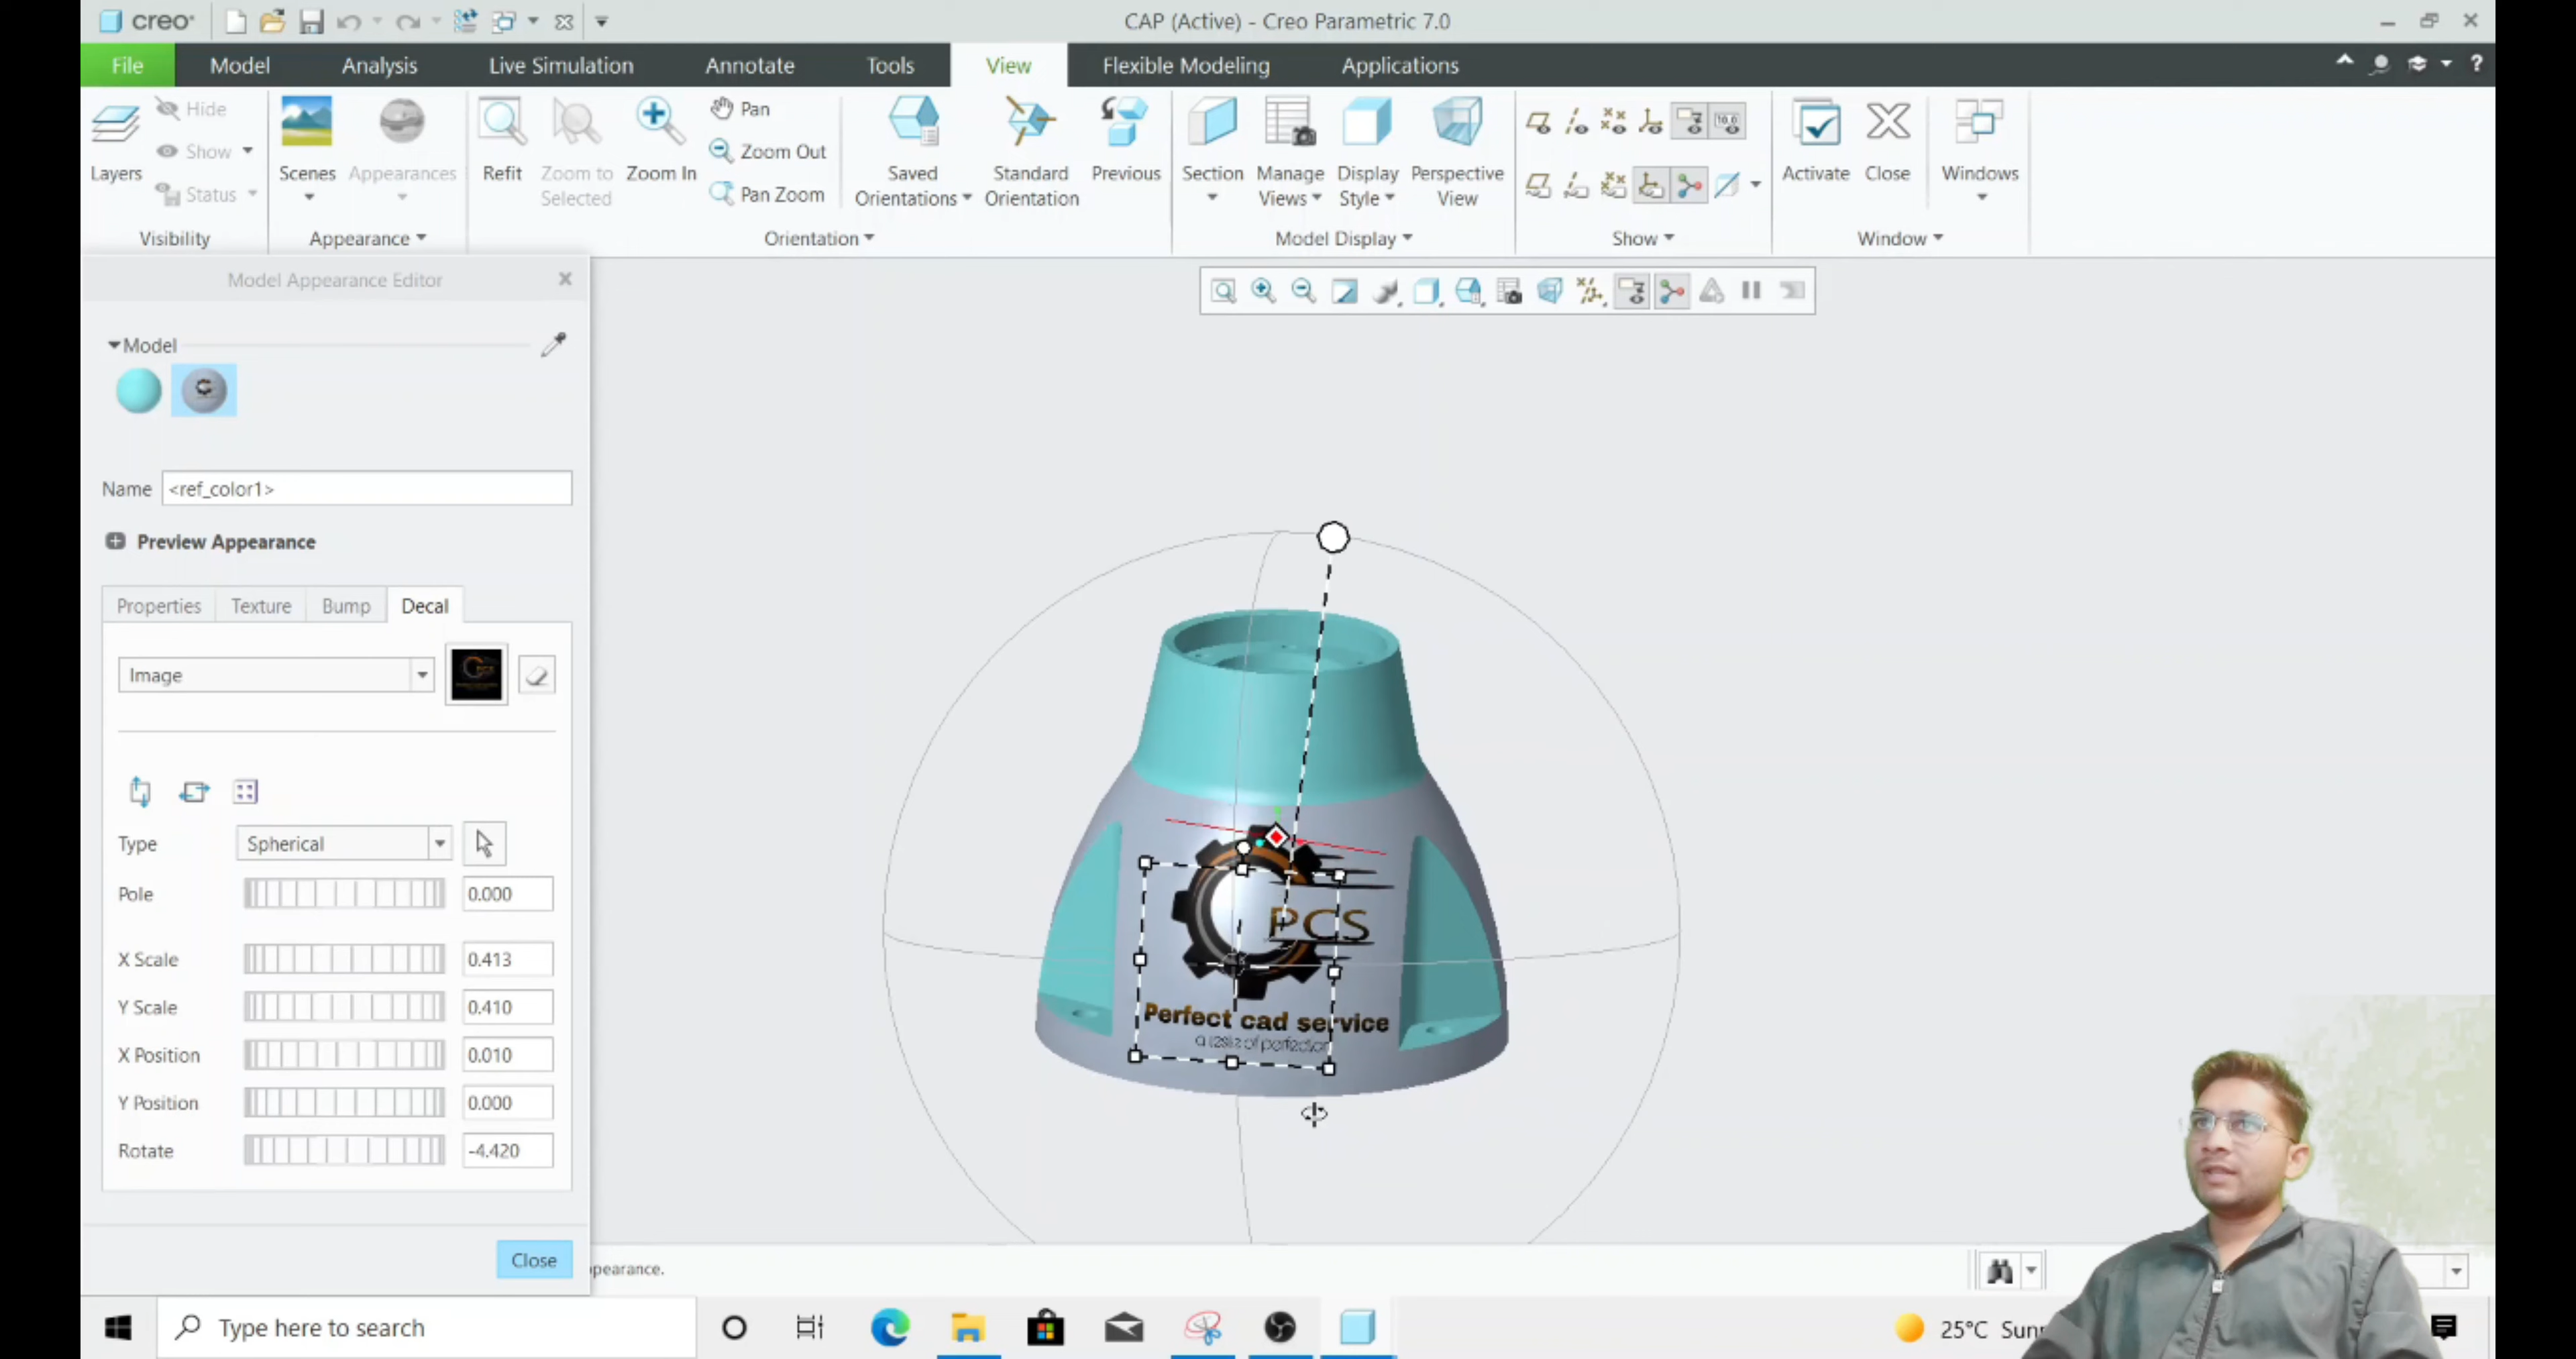 creo
CAP (Active) - Creo Parametric 7.0
File Model Analysis Live Simulation Annotate Tools View Flexible Modeling Applications
Layers
Hide
Show
Status
Visibility
Scenes
Appearances
Appearance
Refit
Zoom to Selected
Zoom In
Pan
Zoom Out
Pan Zoom
Saved Orientations
Standard Orientation
Previous
Orientation
Section
Manage Views
Display Style
Perspective View
Model Display
Show
Activate
Close
Windows
Window
Model Appearance Editor
Model
Name <ref_color1>
Preview Appearance
Properties Texture Bump Decal
Image
Type Spherical
Pole 0.000
X Scale 0.413
Y Scale 0.410
X Position 0.010
Y Position 0.000
Rotate -4.420
Close
ppearance.
PCS
Perfect cad service
Type here to search
25°C